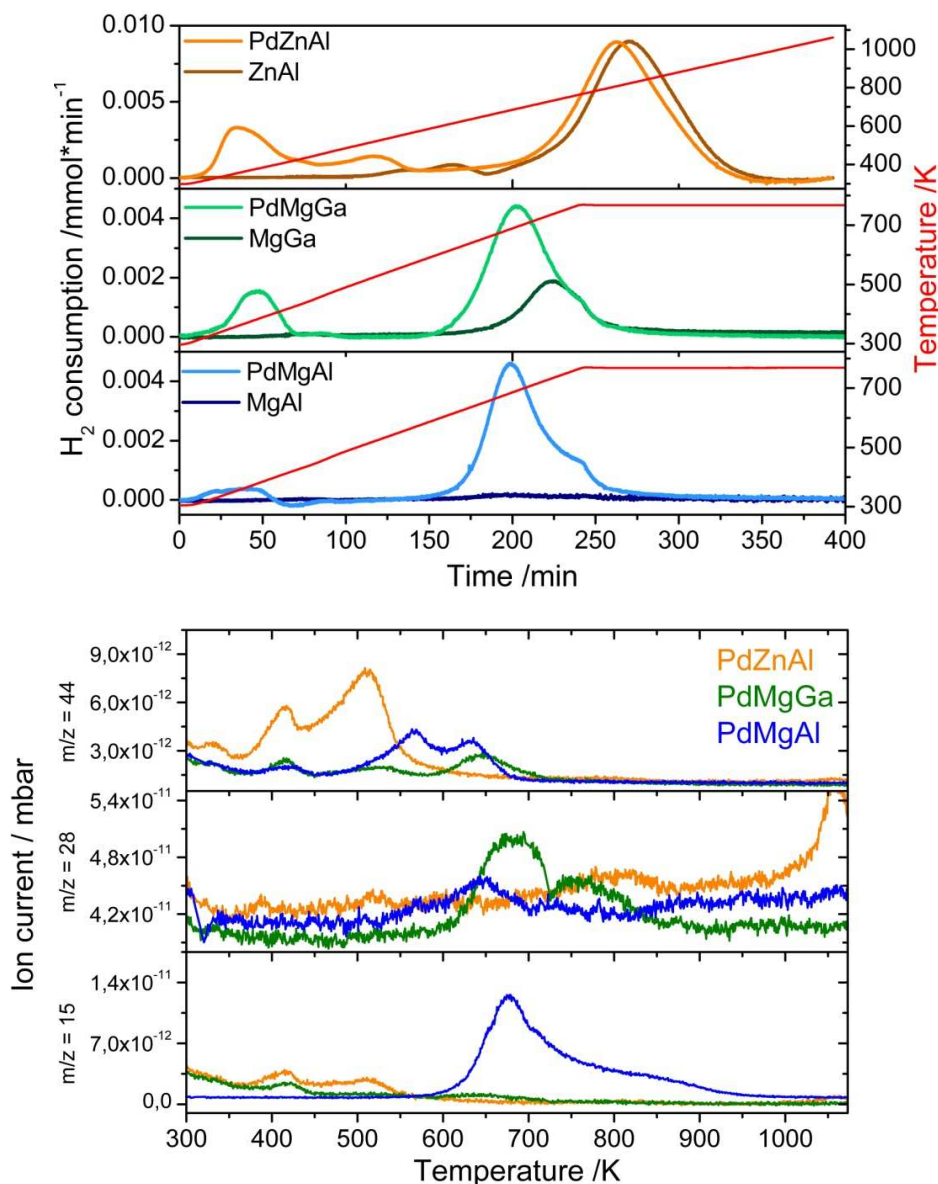 0.010
0.005
0.000
PdZnAl
ZnAl
1000
800
600
400
0.004
0.002
0.000
PdMgGa
MgGa
700
500
300
0.004
0.002
0.000
PdMgAl
MgAl
700
500
300
H₂ consumption /mmol*min⁻¹
Temperature /K
0 50 100 150 200 250 300 350 400
Time /min
9,0x10⁻¹²
6,0x10⁻¹²
3,0x10⁻¹²
m/z = 44
PdZnAl
PdMgGa
PdMgAl
5,4x10⁻¹¹
4,8x10⁻¹¹
4,2x10⁻¹¹
m/z = 28
1,4x10⁻¹¹
7,0x10⁻¹²
0,0
m/z = 15
Ion current / mbar
300 400 500 600 700 800 900 1000
Temperature /K